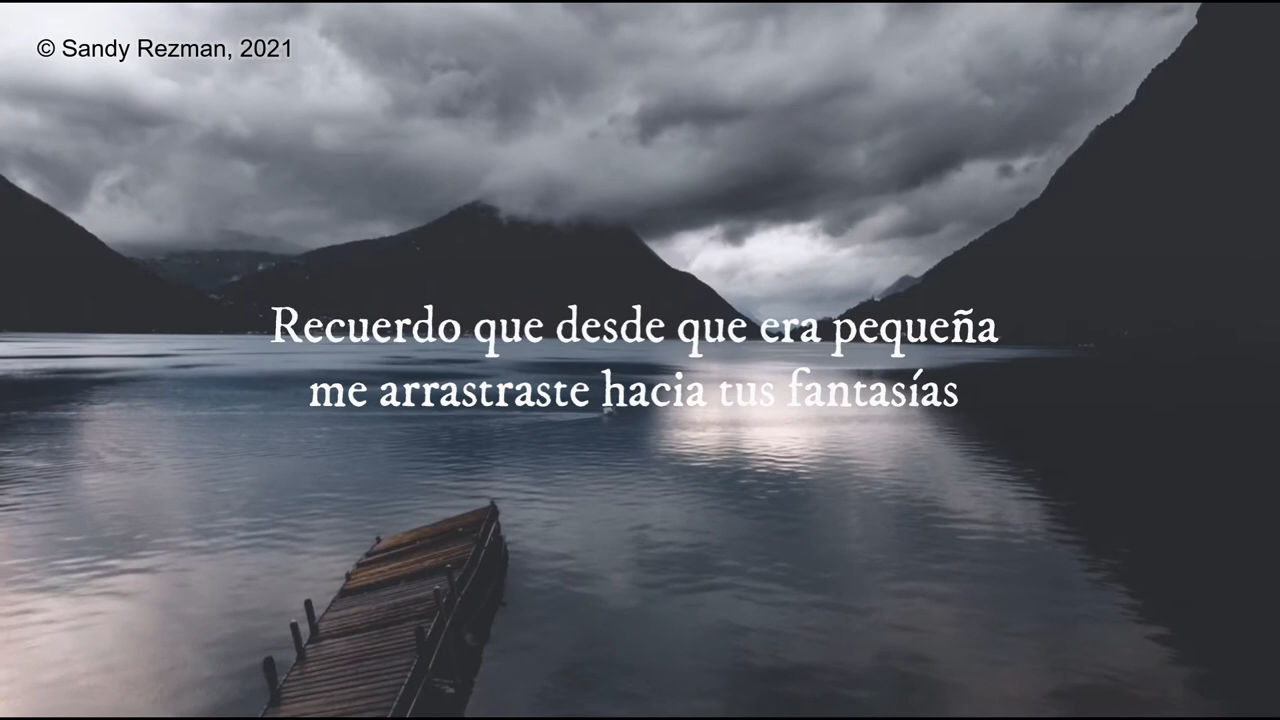 © Sandy Rezman, 2021
Recuerdo que desde que era pequeña
me arrastraste hacia tus fantasías